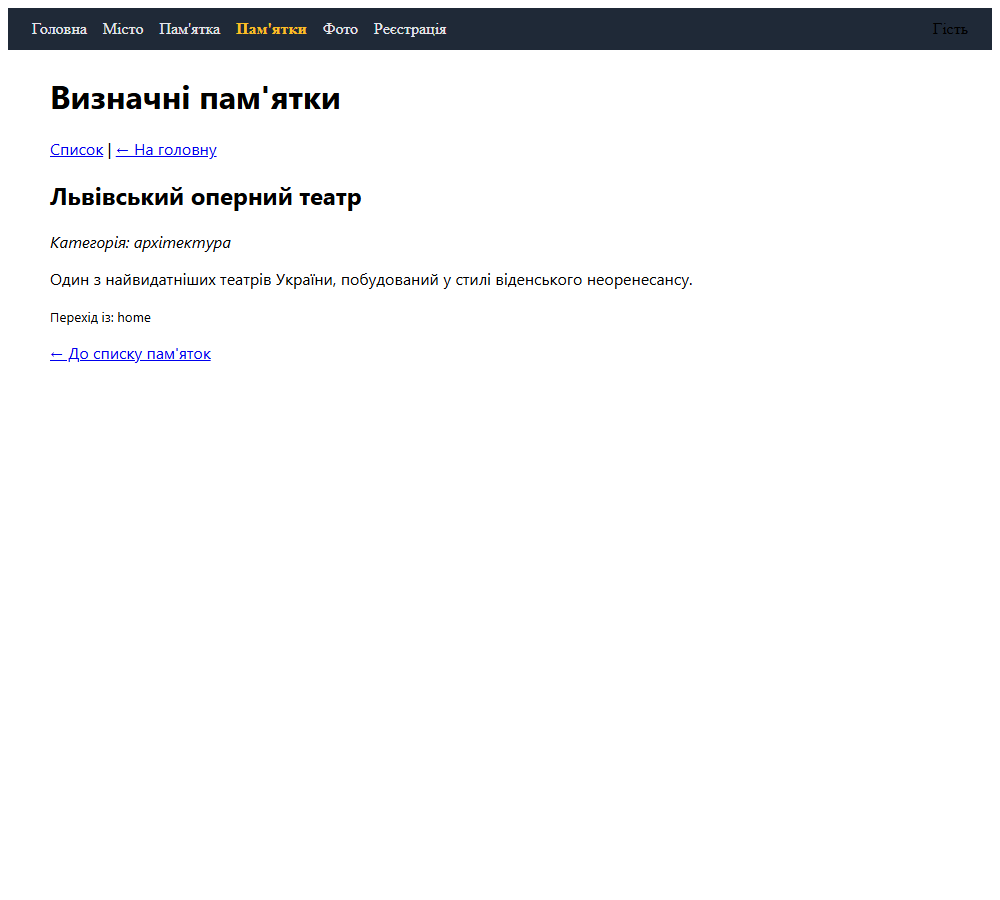 Головна Місто Пам'ятка Пам'ятки Фото Реєстрація Гість
Визначні пам'ятки
Список | ← На головну
Львівський оперний театр
Категорія: архітектура
Один з найвидатніших театрів України, побудований у стилі віденського неоренесансу.
Перехід із: home
← До списку пам'яток